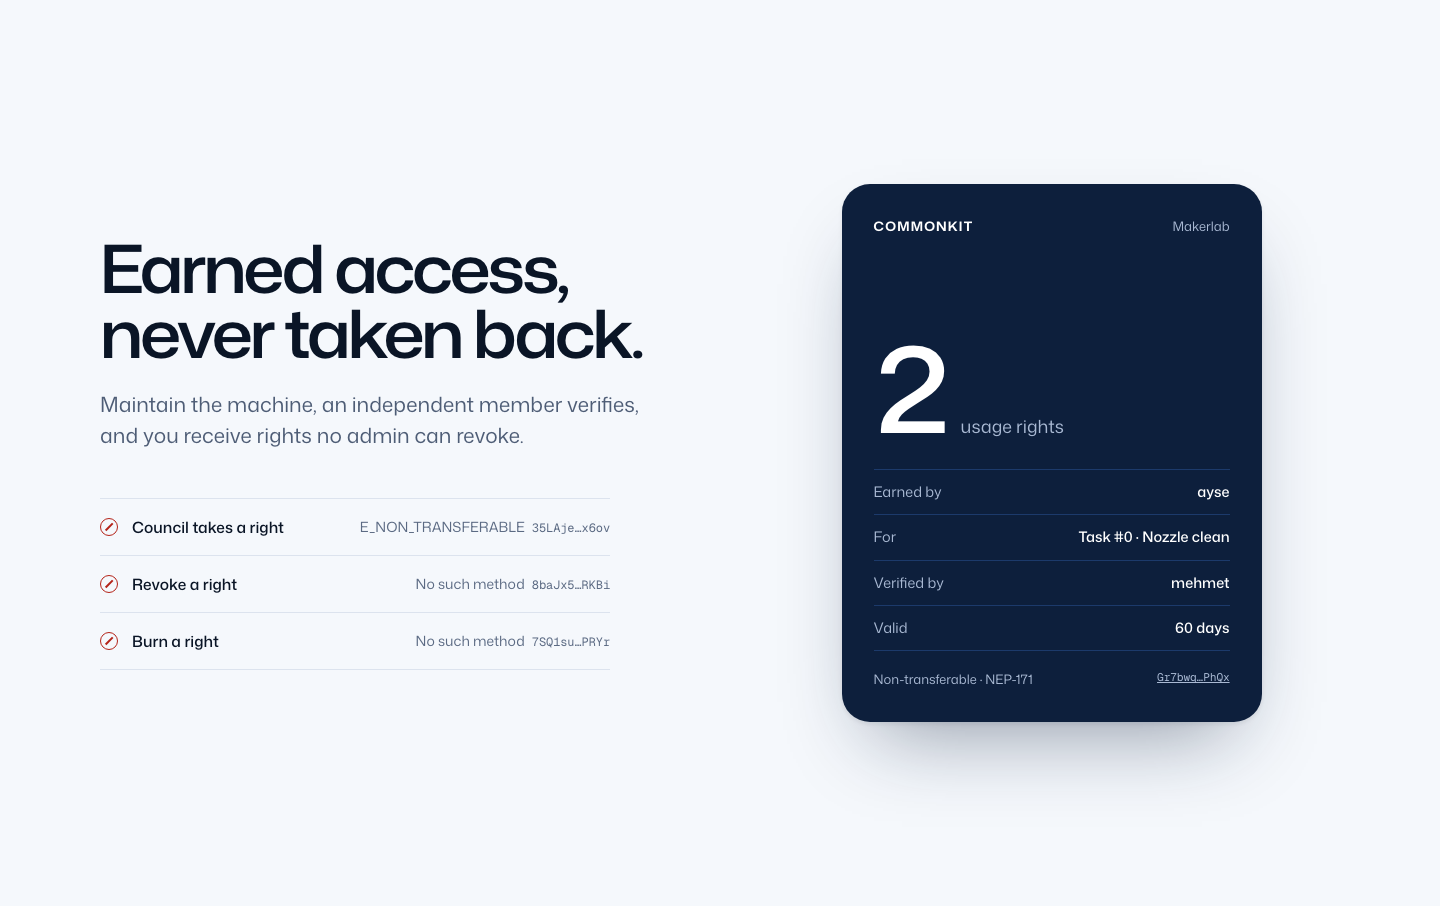 Earned access,
never taken back.
Maintain the machine, an independent member verifies,
and you receive rights no admin can revoke.
Council takes a right E_NON_TRANSFERABLE 35LAje…x6ov
Revoke a right No such method 8baJx5…RKBi
Burn a right No such method 7SQ1su…PRYr
COMMONKIT Makerlab
2 usage rights
Earned by ayse
For Task #0 · Nozzle clean
Verified by mehmet
Valid 60 days
Non-transferable · NEP-171 Gr7bwq…PhQx